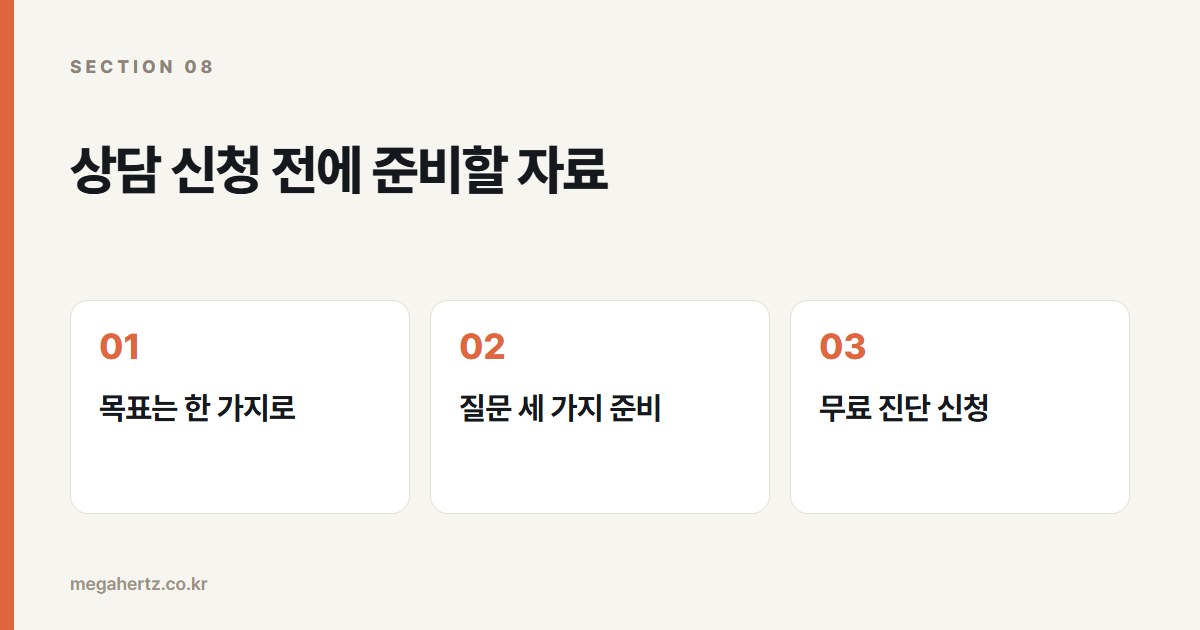 SECTION 08
상담 신청 전에 준비할 자료
01
목표는 한 가지로
02
질문 세 가지 준비
03
무료 진단 신청
megahertz.co.kr